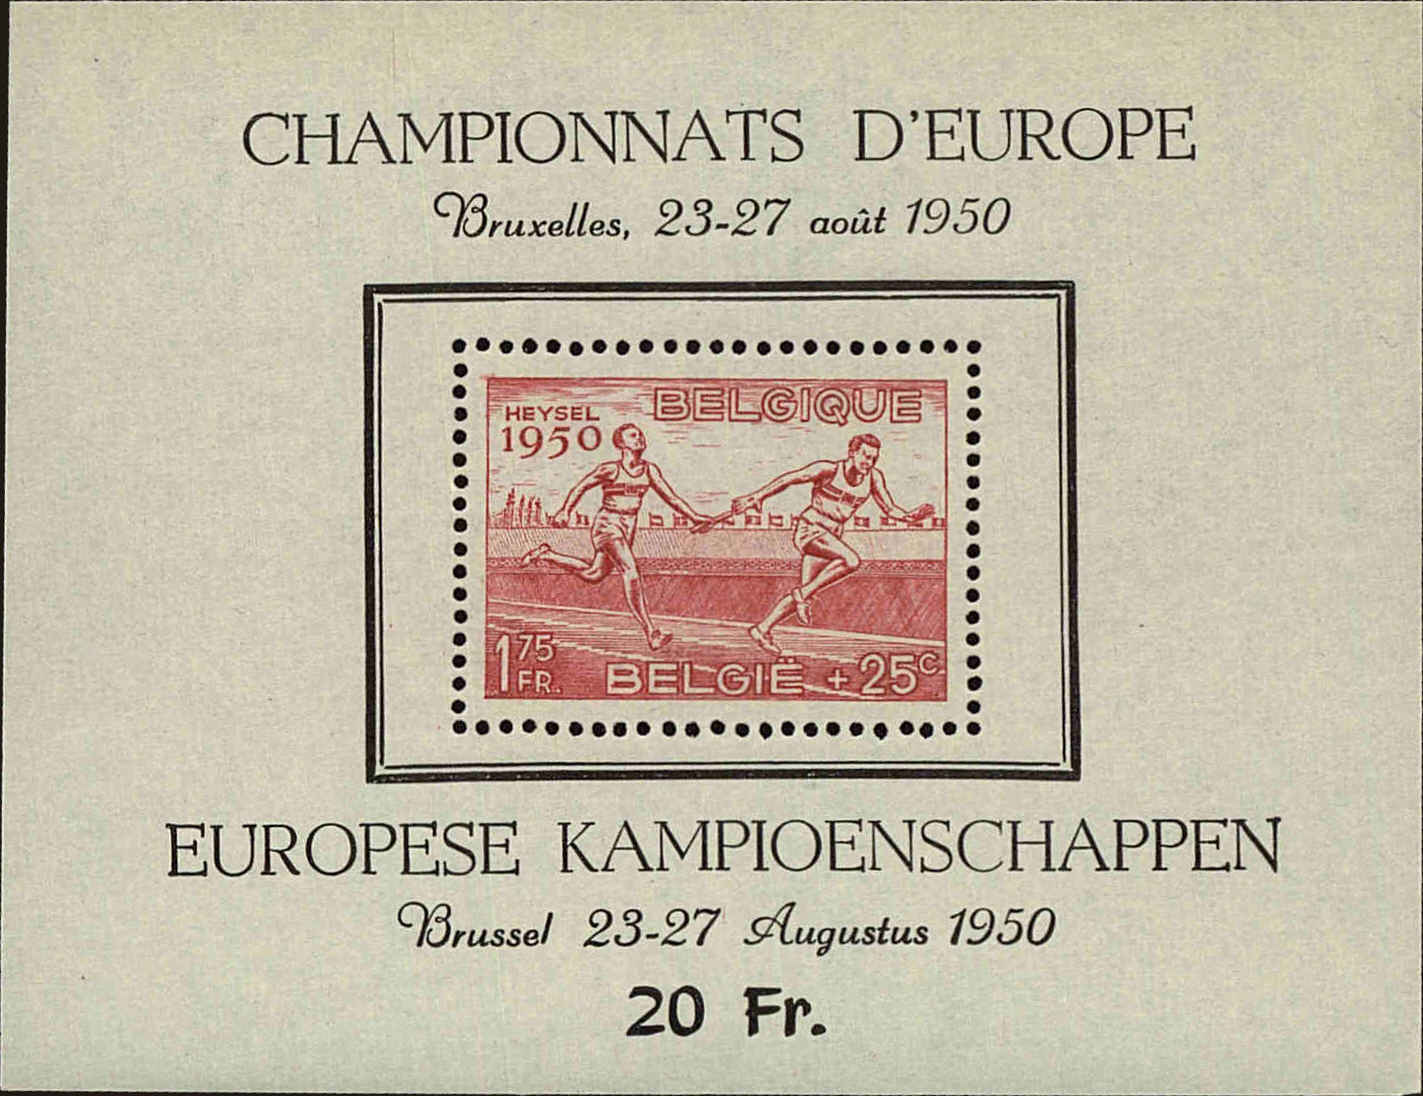 CHAMPIONNATS D'EUROPE
Bruxelles, 23-27 août 1950
HEYSEL
1950
BELGIQUE
1 75 FR.
BELGIË + 25 C.
EUROPESE KAMPIOENSCHAPPEN
Brussel 23-27 Augustus 1950
20 Fr.